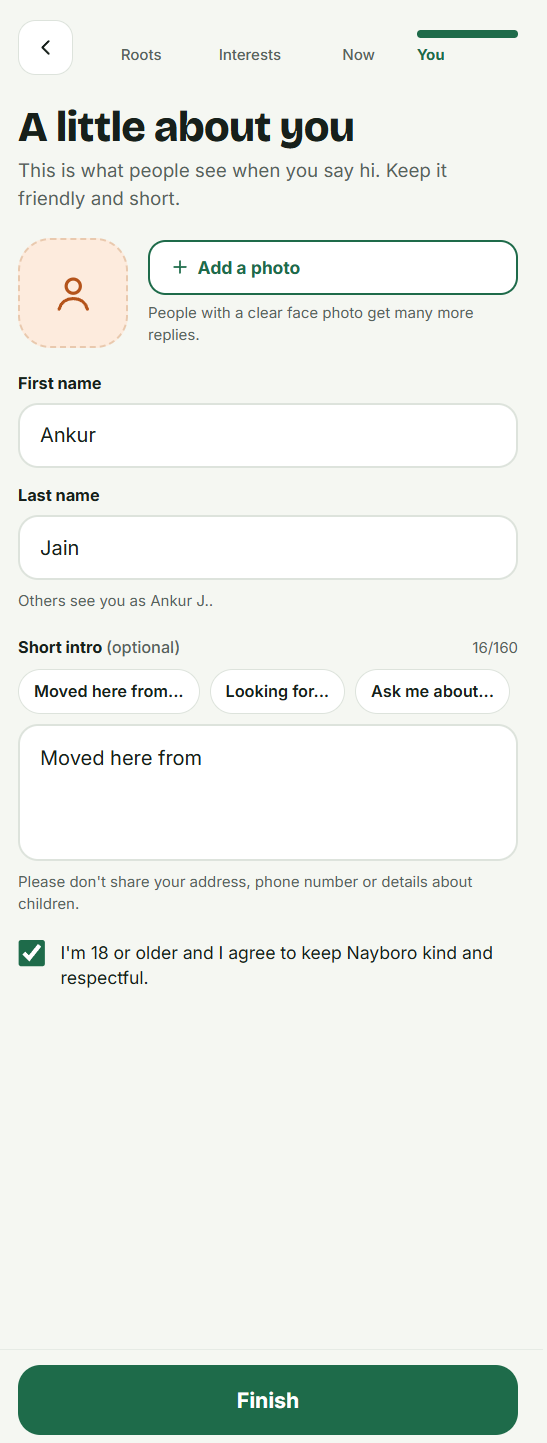 Roots Interests Now You
A little about you
This is what people see when you say hi. Keep it
friendly and short.
+ Add a photo
People with a clear face photo get many more
replies.
First name
Ankur
Last name
Jain
Others see you as Ankur J..
Short intro (optional) 16/160
Moved here from... Looking for... Ask me about...
Moved here from
Please don't share your address, phone number or details about
children.
I'm 18 or older and I agree to keep Nayboro kind and
respectful.
Finish